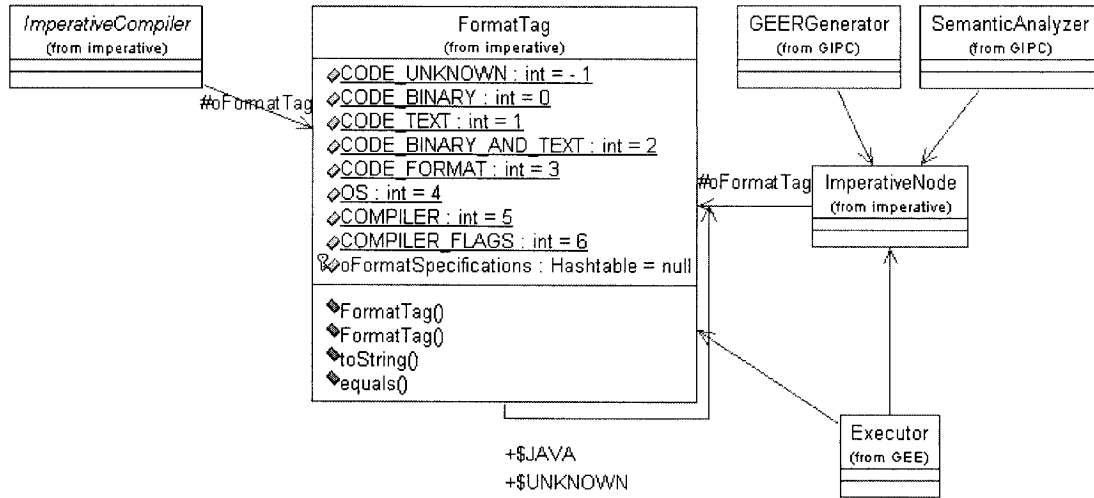 ImperativeCompiler
(from imperative)
#oFormatTag
FormatTag
(from imperative)
CODE_UNKNOWN : int = - 1
CODE_BINARY : int = 0
CODE_TEXT : int = 1
CODE_BINARY_AND_TEXT : int = 2
CODE_FORMAT : int = 3
OS : int = 4
COMPILER : int = 5
COMPILER_FLAGS : int = 6
oFormatSpecifications : Hashtable = null
FormatTag()
FormatTag()
toString()
equals()
+$JAVA
+$UNKNOWN
GEERGenerator
(from GIPC)
SemanticAnalyzer
(from GIPC)
#oFormatTag
ImperativeNode
(from imperative)
Executor
(from GEE)